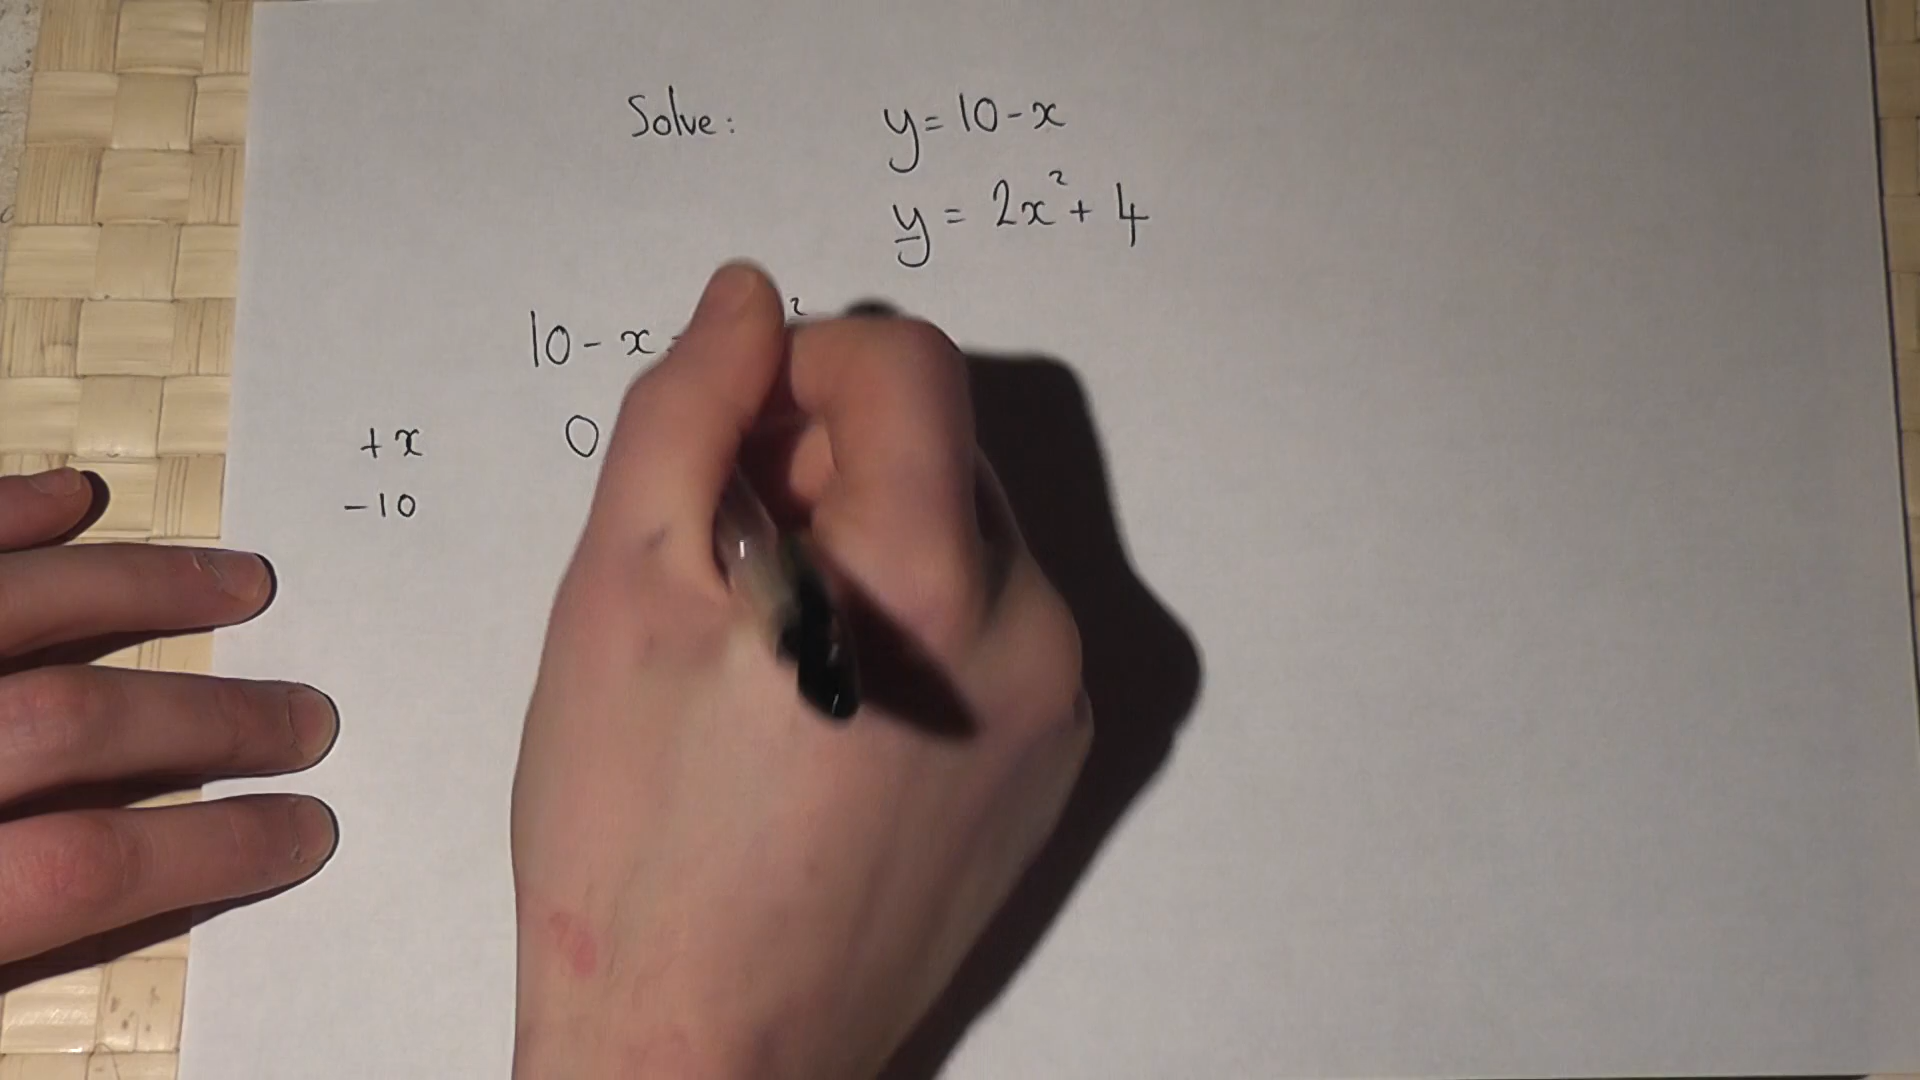 Solve: y = 10 - x
y = 2x² + 4
10 - x
+ x 0
- 10